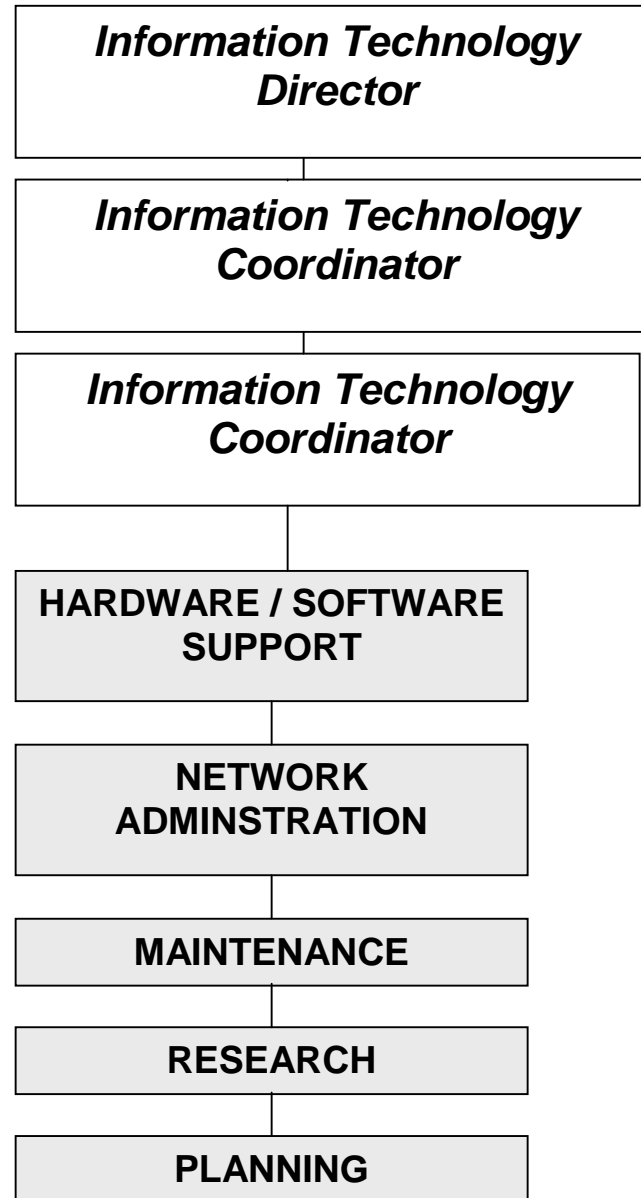 Information Technology
Director
Information Technology
Coordinator
Information Technology
Coordinator
HARDWARE / SOFTWARE
SUPPORT
NETWORK
ADMINSTRATION
MAINTENANCE
RESEARCH
PLANNING